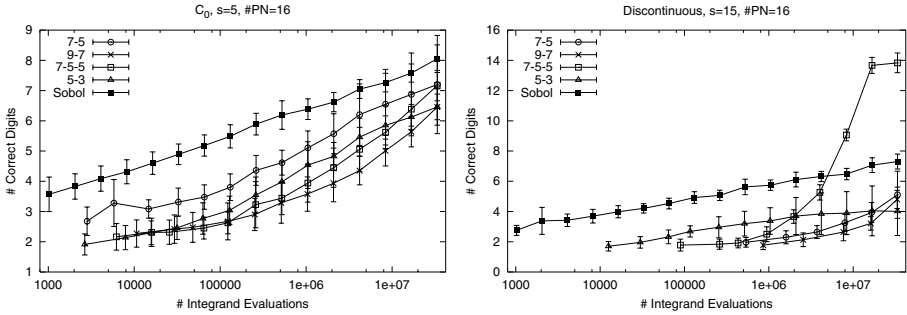 C0, s=5, #PN=16
# Correct Digits
9
8
7
6
5
4
3
2
1
7-5
9-7
7-5-5
5-3
Sobol
1000
10000
100000
1e+06
1e+07
# Integrand Evaluations
Discontinuous, s=15, #PN=16
# Correct Digits
16
14
12
10
8
6
4
2
0
7-5
9-7
7-5-5
5-3
Sobol
1000
10000
100000
1e+06
1e+07
# Integrand Evaluations